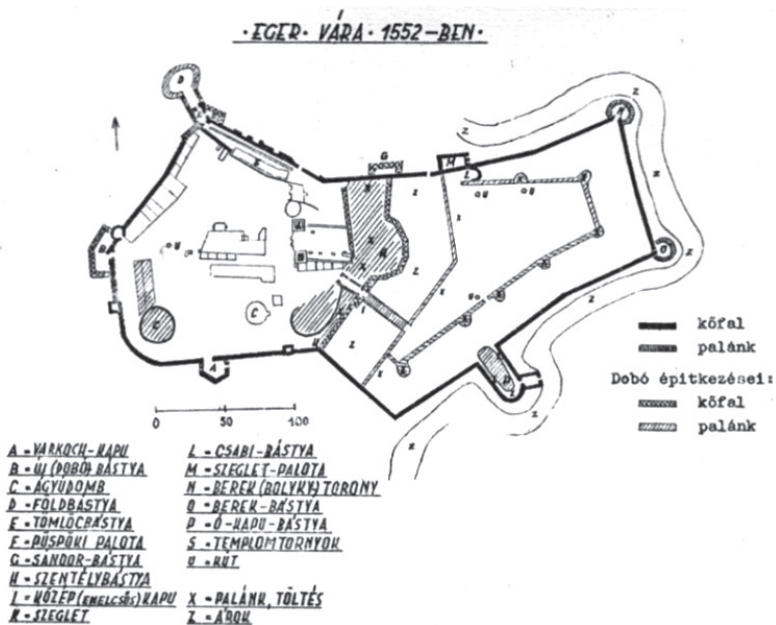 ·EGER· VÁRA· 1552-BEN·
kőfal
palánk
Dobó építkezései:
kőfal
palánk
0 50 100
A = VARKOCH-KAPU
B = ÚJ (DOBÓ) BÁSTYA
C = ÁGYÚDOMB
D = FÖLDBÁSTYA
E = TÖMLÖCBÁSTYA
F = PÜSPÖKI PALOTA
G = SÁNDOR-BÁSTYA
H = SZENTÉLYBÁSTYA
I = KÖZÉP (EMELCSŐS) KAPU
K = SZEGLET
L = CSABI-BÁSTYA
M = SZEGLET-PALOTA
N = BEREK (BOLYKY) TORONY
O = BEREK-BÁSTYA
P = Ó-KAPU-BÁSTYA
S = TEMPLOMTORNYOK
U = KÚT
X = PALÁNK, TÖLTÉS
Z = ÁROK